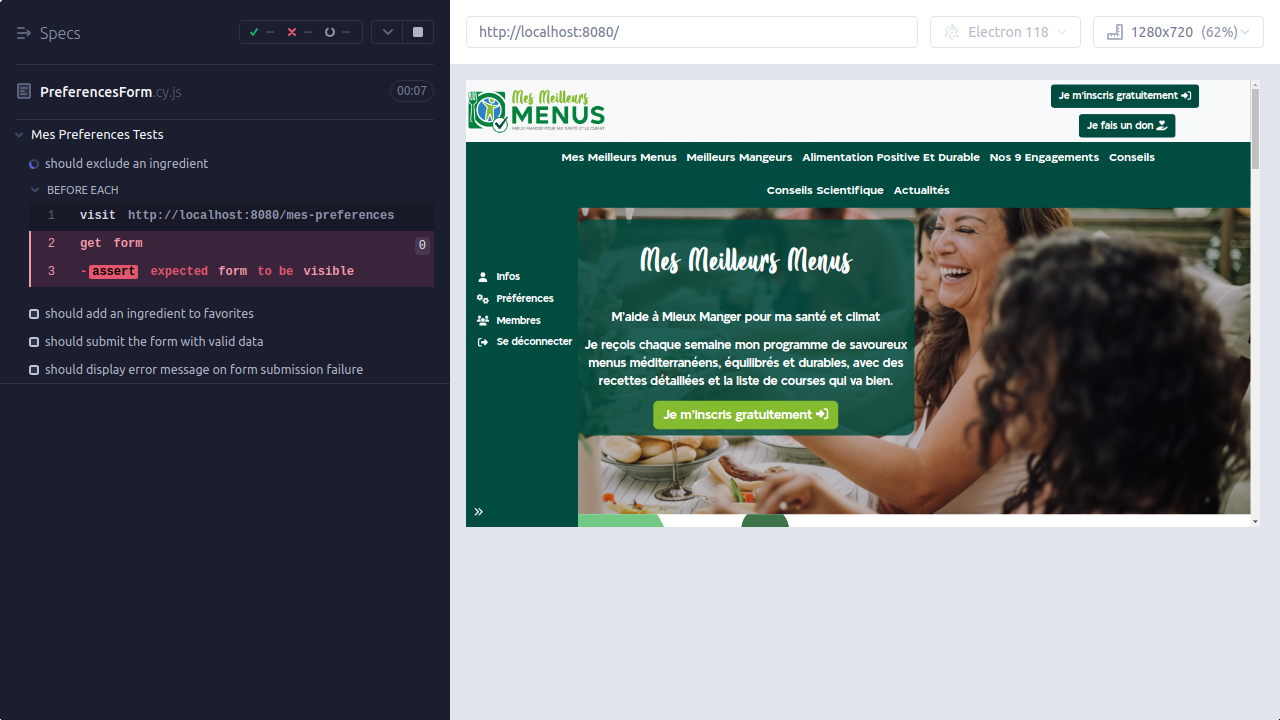 Specs
PreferencesForm.cy.js
00:07
Mes Preferences Tests
should exclude an ingredient
BEFORE EACH
1 visit http://localhost:8080/mes-preferences
2 get form 0
3 -assert expected form to be visible
should add an ingredient to favorites
should submit the form with valid data
should display error message on form submission failure
http://localhost:8080/
Electron 118
1280x720 (62%)
Mes Meilleurs
MENUS
MIEUX MANGER POUR MA SANTÉ ET LE CLIMAT
Je m'inscris gratuitement
Je fais un don
Mes Meilleurs Menus Meilleurs Mangeurs Alimentation Positive Et Durable Nos 9 Engagements Conseils
Conseils Scientifique Actualités
Infos
Préférences
Membres
Se déconnecter
Mes Meilleurs Menus
M'aide à Mieux Manger pour ma santé et climat
Je reçois chaque semaine mon programme de savoureux
menus méditerranéens, équilibrés et durables, avec des
recettes détaillées et la liste de courses qui va bien.
Je m'inscris gratuitement